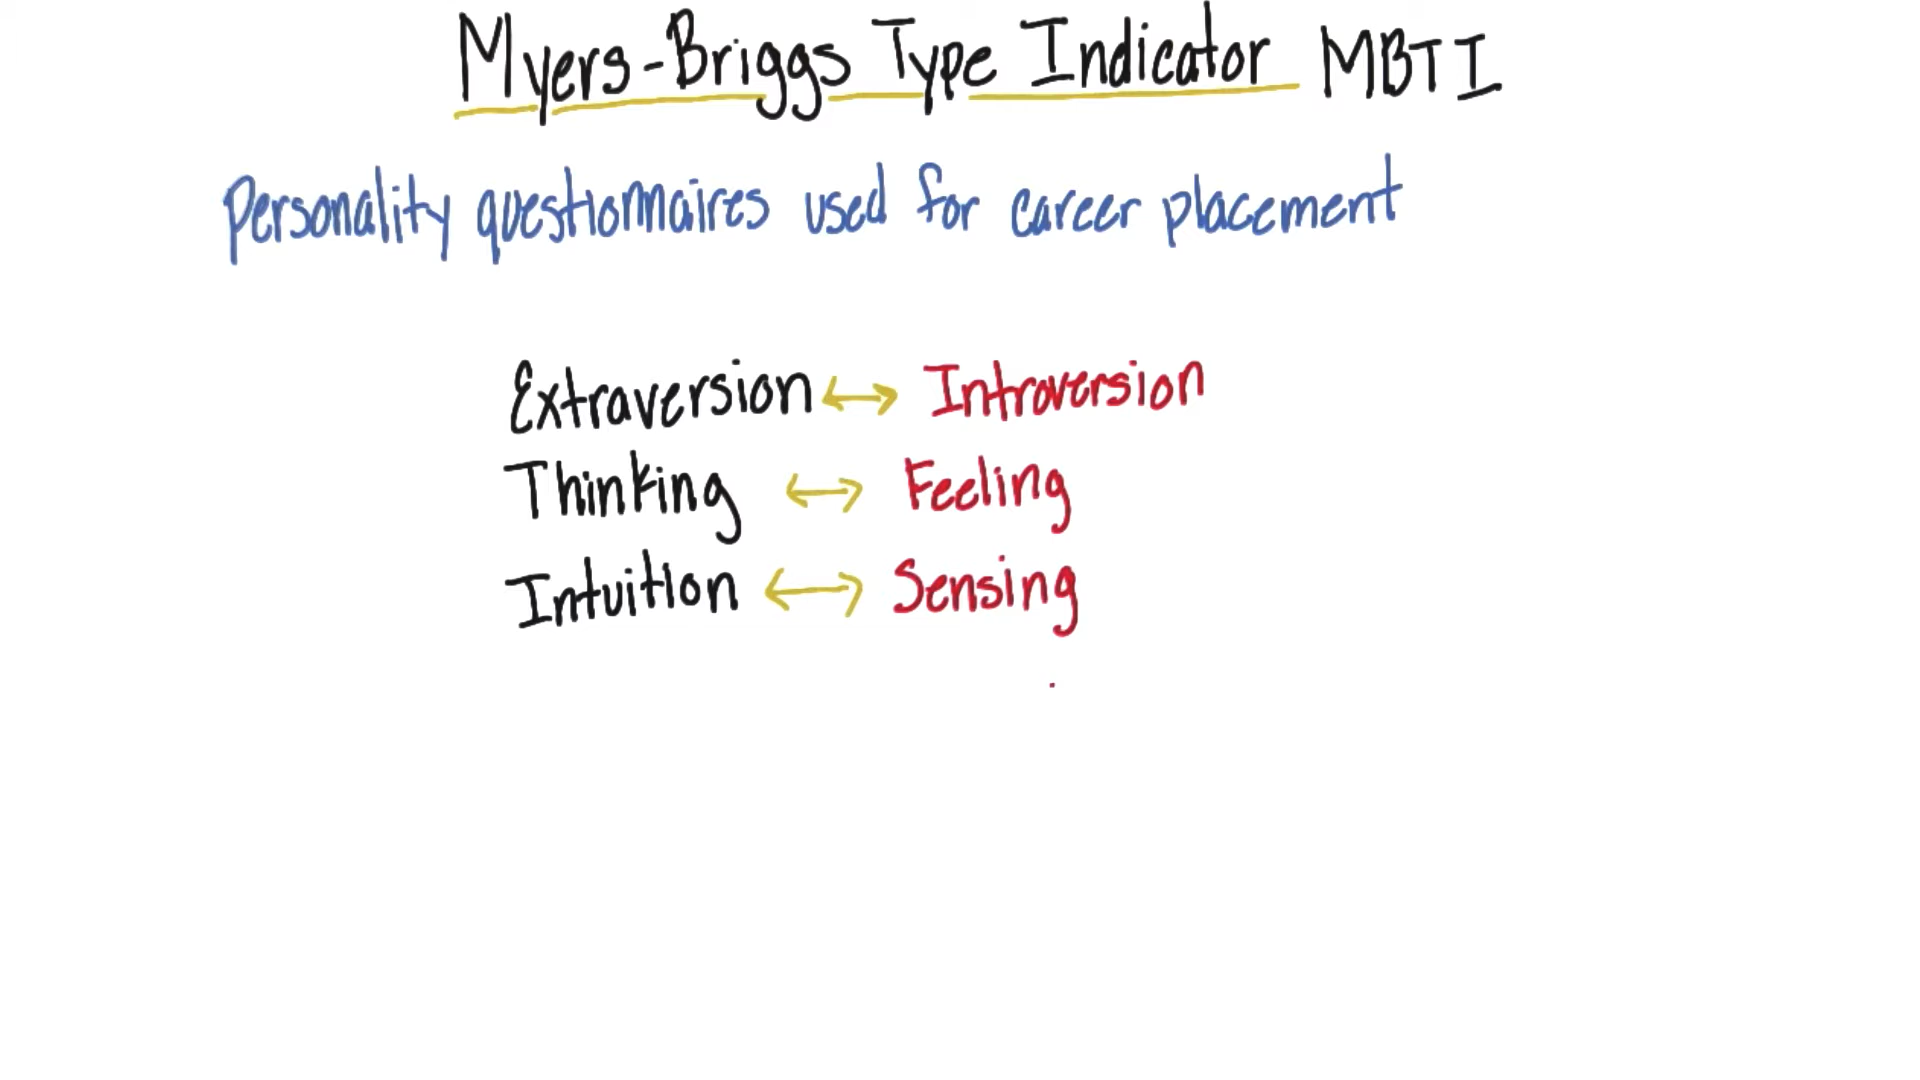 Myers-Briggs Type Indicator MBTI
Personality questionnaires used for career placement
Extraversion ↔ Introversion
Thinking ↔ Feeling
Intuition ↔ Sensing